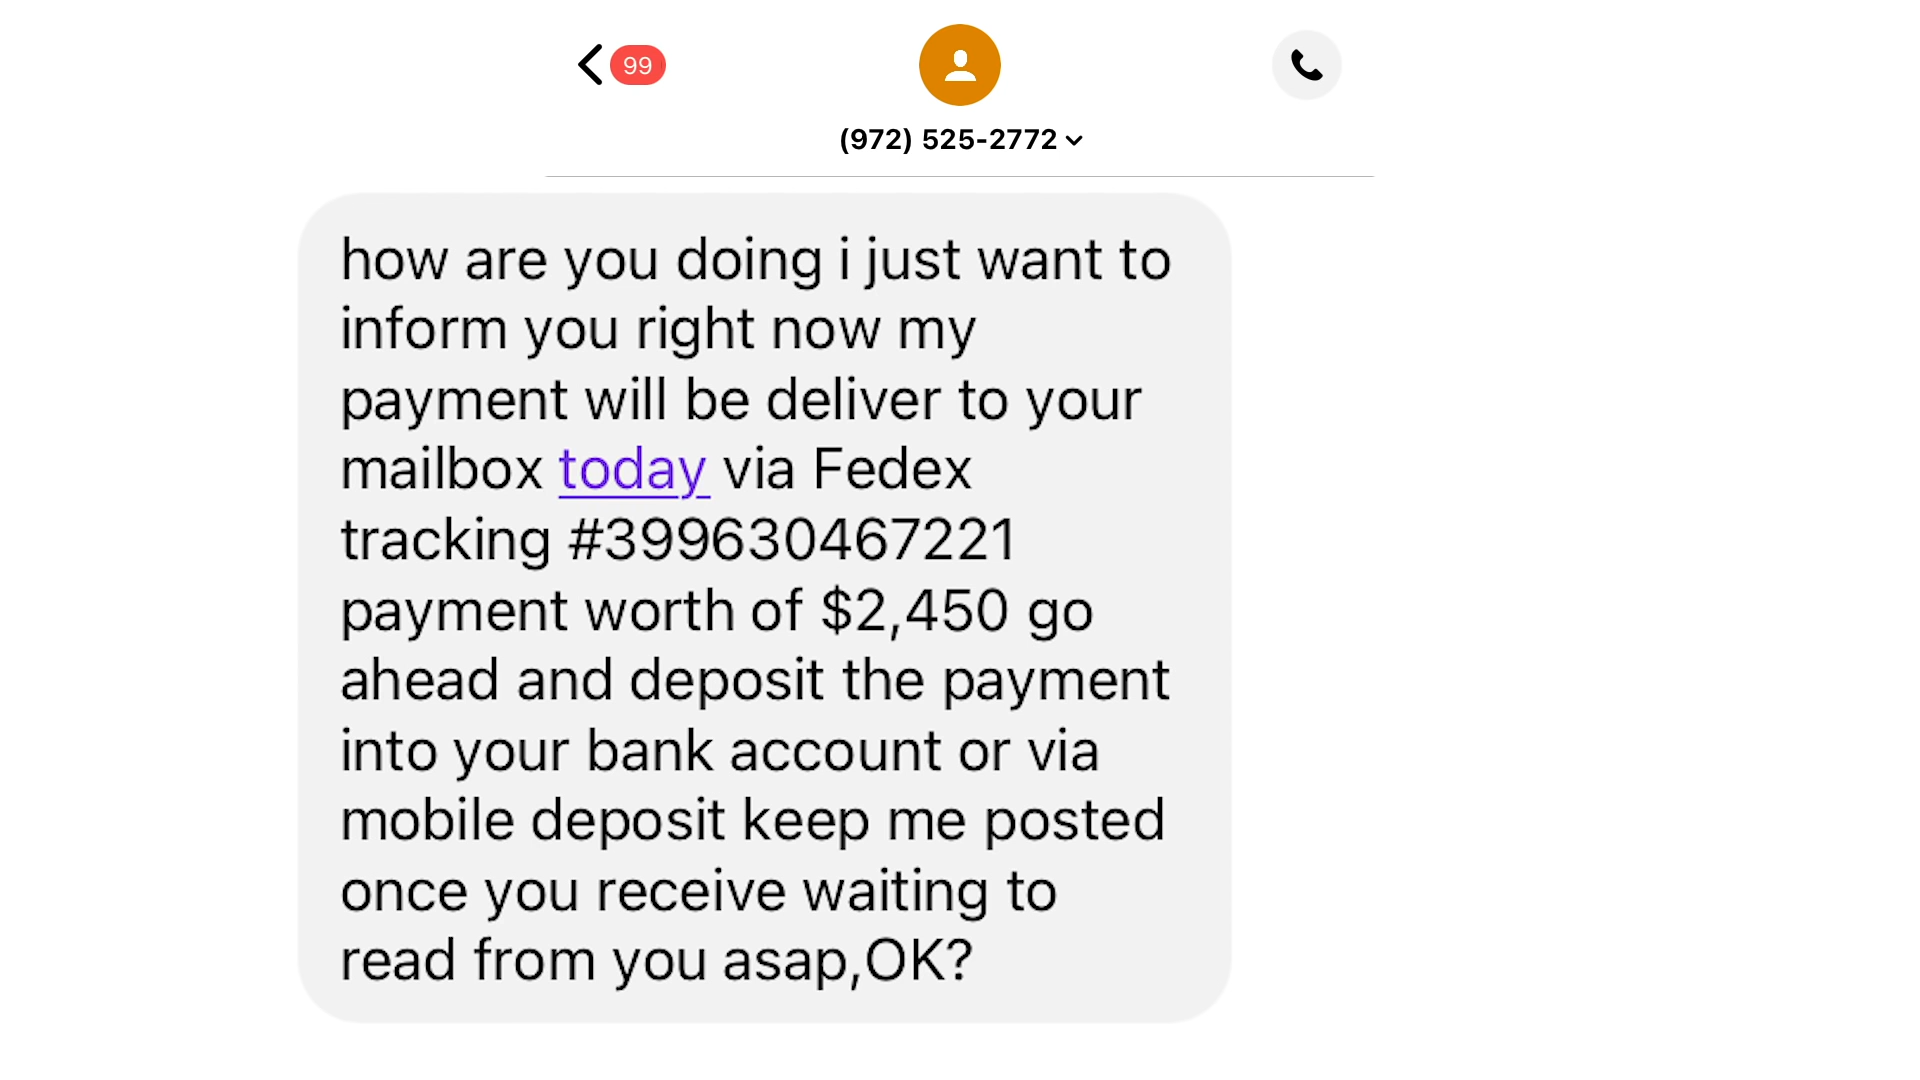 99
(972) 525-2772
how are you doing i just want to
inform you right now my
payment will be deliver to your
mailbox today via Fedex
tracking #399630467221
payment worth of $2,450 go
ahead and deposit the payment
into your bank account or via
mobile deposit keep me posted
once you receive waiting to
read from you asap,OK?